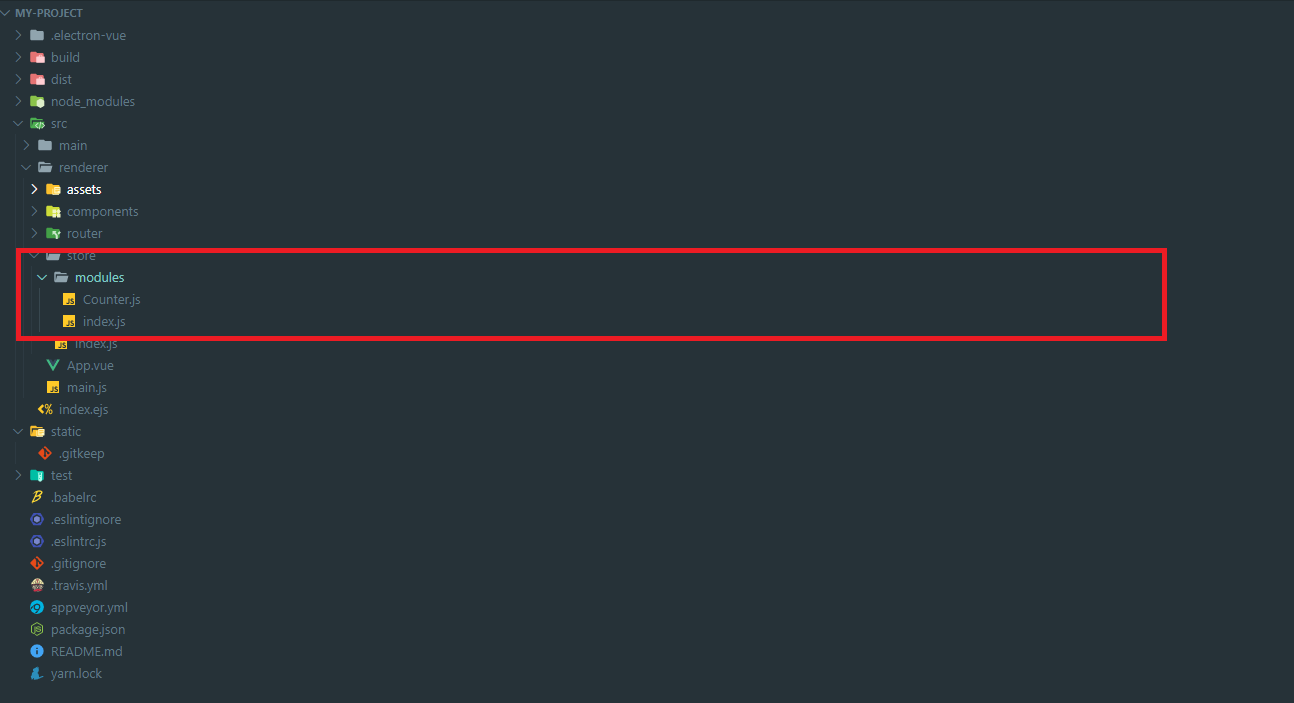 MY-PROJECT
.electron-vue
build
dist
node_modules
src
main
renderer
assets
components
router
store
modules
Counter.js
index.js
index.js
App.vue
main.js
index.ejs
static
.gitkeep
test
.babelrc
.eslintignore
.eslintrc.js
.gitignore
.travis.yml
appveyor.yml
package.json
README.md
yarn.lock